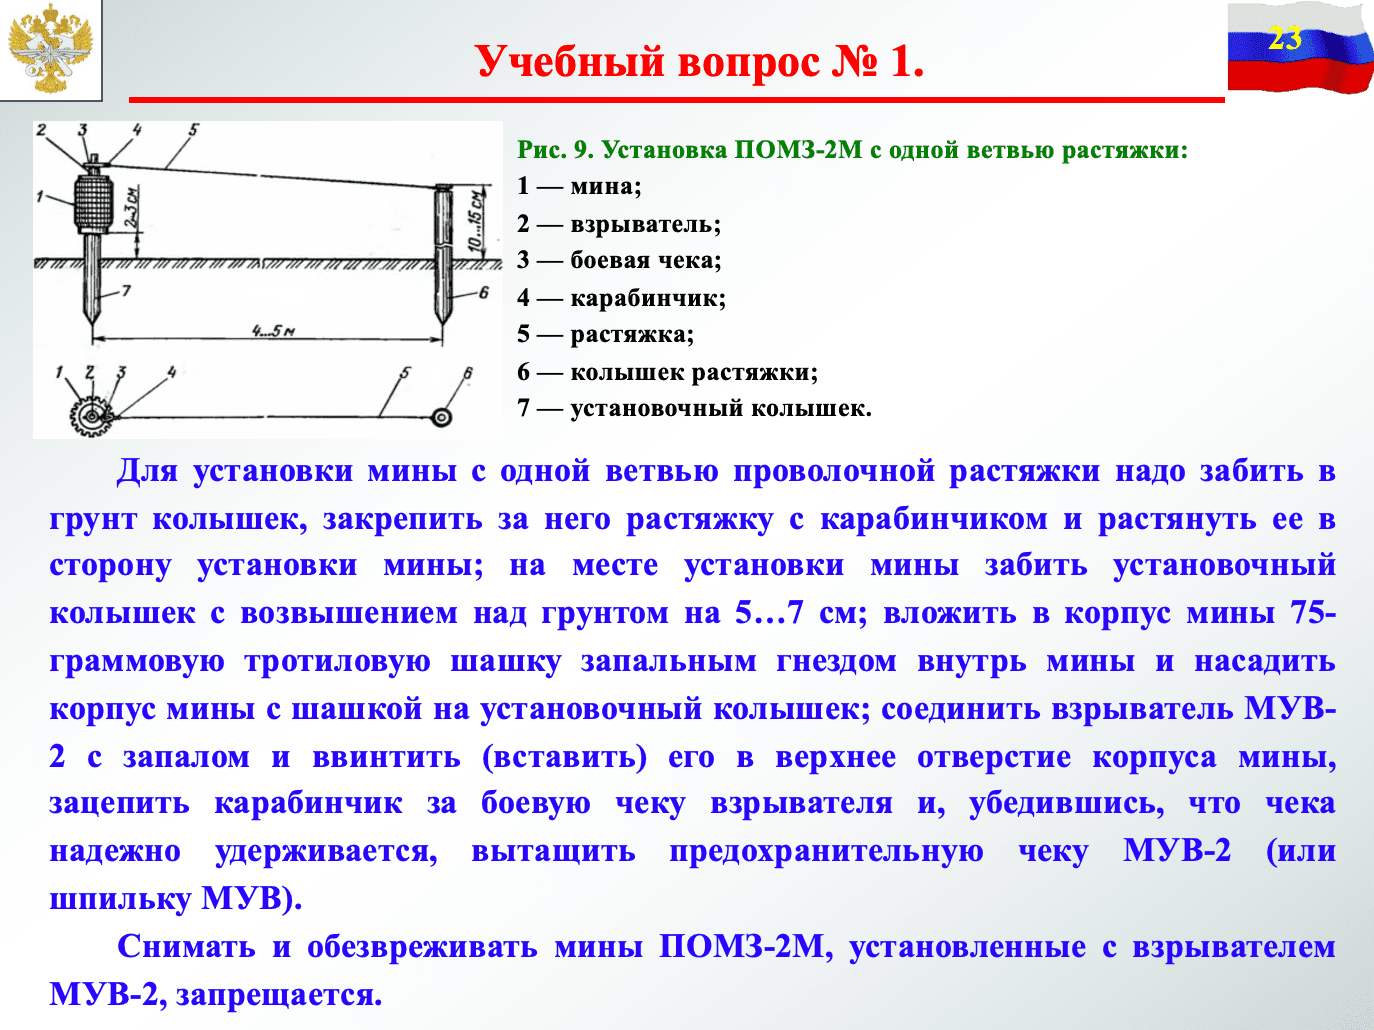 23
Учебный вопрос № 1.
2 3 4 5
1
2–3 см
10...15 см
7
6
4...5 м
1 2 3 4 5 6
Рис. 9. Установка ПОМЗ-2М с одной ветвью растяжки:
1 — мина;
2 — взрыватель;
3 — боевая чека;
4 — карабинчик;
5 — растяжка;
6 — колышек растяжки;
7 — установочный колышек.
Для установки мины с одной ветвью проволочной растяжки надо забить в
грунт колышек, закрепить за него растяжку с карабинчиком и растянуть ее в
сторону установки мины; на месте установки мины забить установочный
колышек с возвышением над грунтом на 5…7 см; вложить в корпус мины 75-
граммовую тротиловую шашку запальным гнездом внутрь мины и насадить
корпус мины с шашкой на установочный колышек; соединить взрыватель МУВ-
2 с запалом и ввинтить (вставить) его в верхнее отверстие корпуса мины,
зацепить карабинчик за боевую чеку взрывателя и, убедившись, что чека
надежно удерживается, вытащить предохранительную чеку МУВ-2 (или
шпильку МУВ).
Снимать и обезвреживать мины ПОМЗ-2М, установленные с взрывателем
МУВ-2, запрещается.